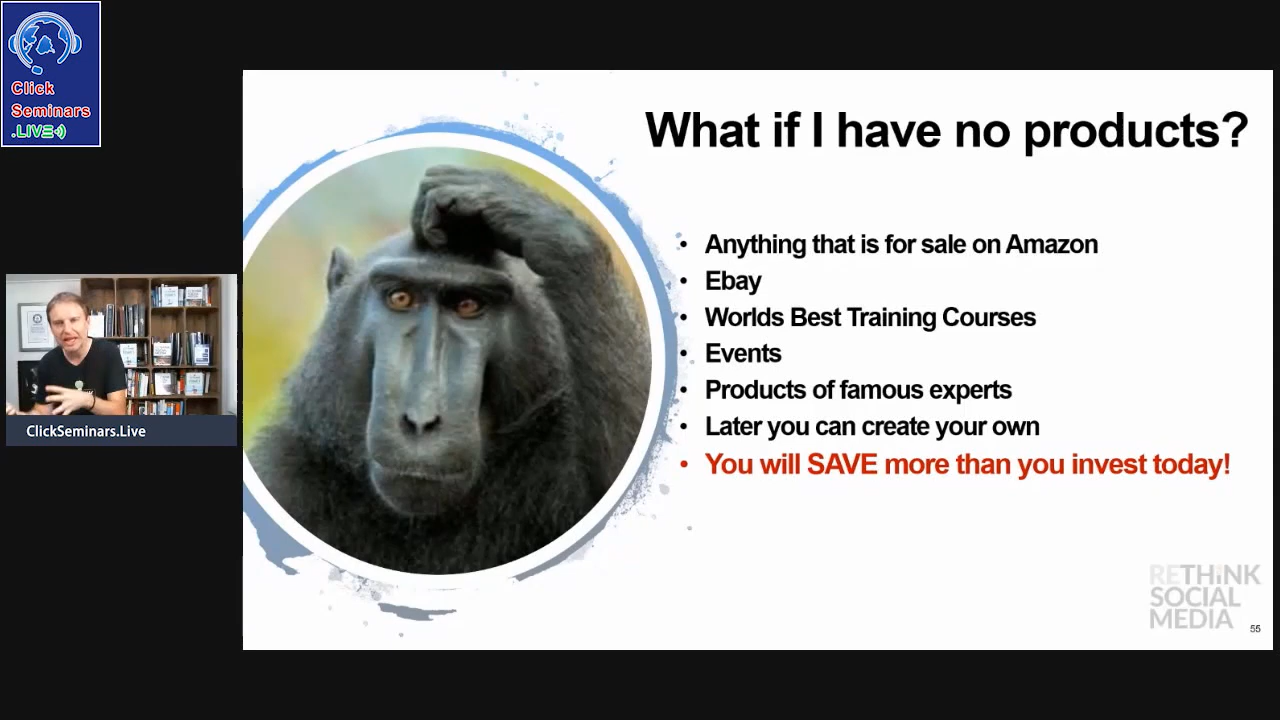 Click
Seminars
.LIVE
What if I have no products?
• Anything that is for sale on Amazon
• Ebay
• Worlds Best Training Courses
• Events
• Products of famous experts
• Later you can create your own
• You will SAVE more than you invest today!
ClickSeminars.Live
RETHiNK
SOCIAL
MEDIA
55